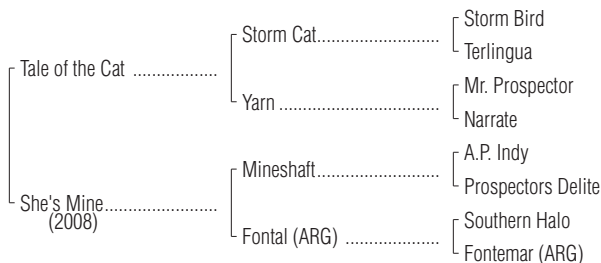 Storm Bird
Storm Cat.............................
Terlingua
Tale of the Cat ..................
Mr. Prospector
Yarn ......................................
Narrate
A.P. Indy
Mineshaft.............................
Prospectors Delite
She's Mine........................
(2008)
Southern Halo
Fontal (ARG) ......................
Fontemar (ARG)